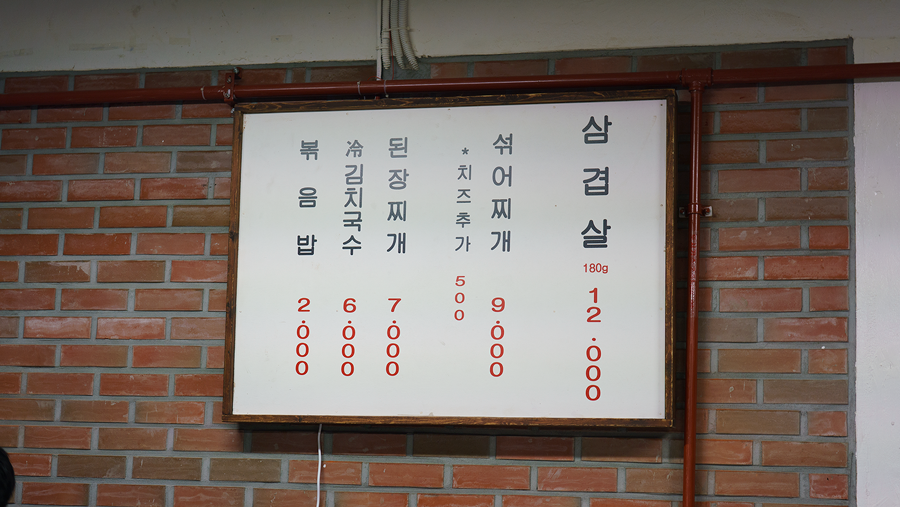 삼겹살
180g
12.000
섞어찌개
9.000
*치즈추가
500
된장찌개
7.000
冷김치국수
6.000
볶음밥
2.000